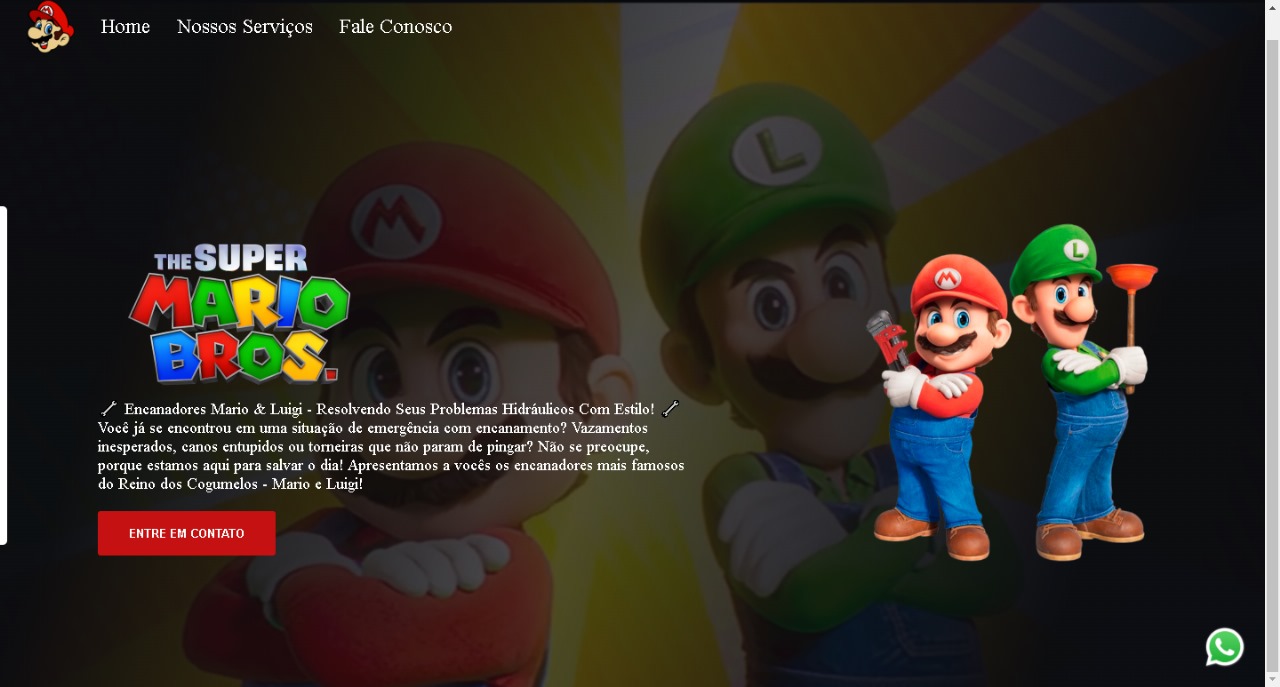 Home Nossos Serviços Fale Conosco
THE SUPER
MARIO
BROS.
Encanadores Mario & Luigi - Resolvendo Seus Problemas Hidráulicos Com Estilo!
Você já se encontrou em uma situação de emergência com encanamento? Vazamentos
inesperados, canos entupidos ou torneiras que não param de pingar? Não se preocupe,
porque estamos aqui para salvar o dia! Apresentamos a vocês os encanadores mais famosos
do Reino dos Cogumelos - Mario e Luigi!
ENTRE EM CONTATO
M
L
M
L